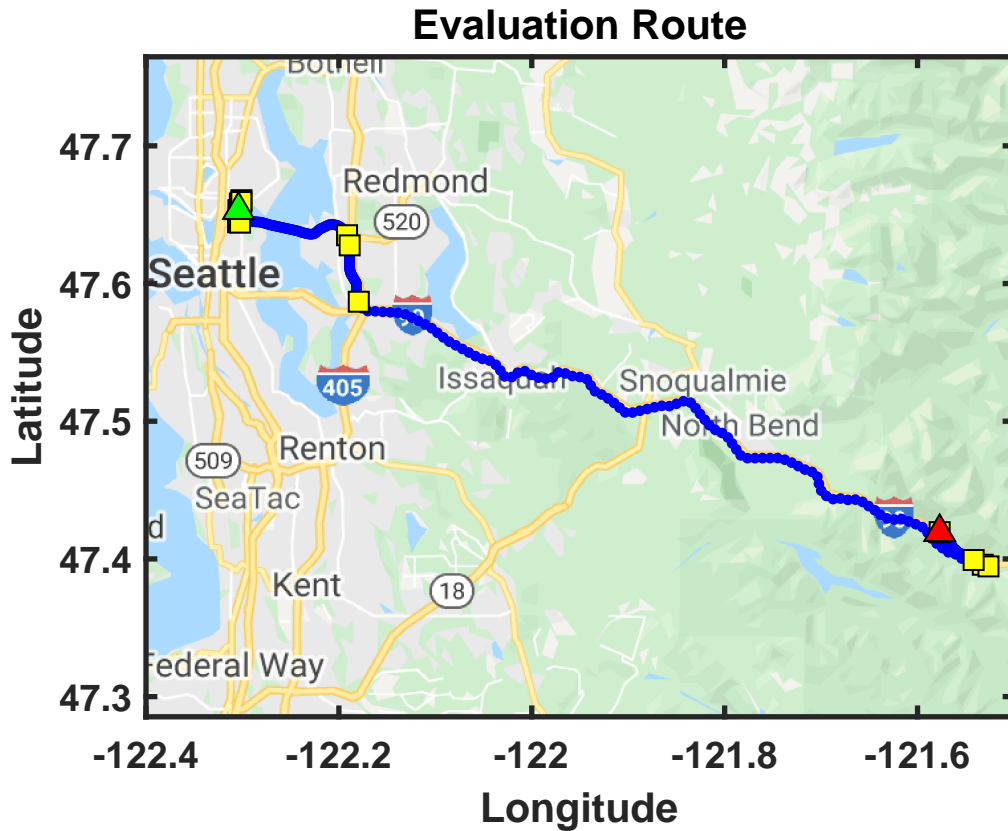 Evaluation Route
Bothell
47.7
Redmond
520
Seattle
47.6
90
405
Issaquah
Snoqualmie
47.5
North Bend
Renton
509
SeaTac
90
d
47.4
Kent
18
Federal Way
47.3
-122.4
-122.2
-122
-121.8
-121.6
Longitude
Latitude